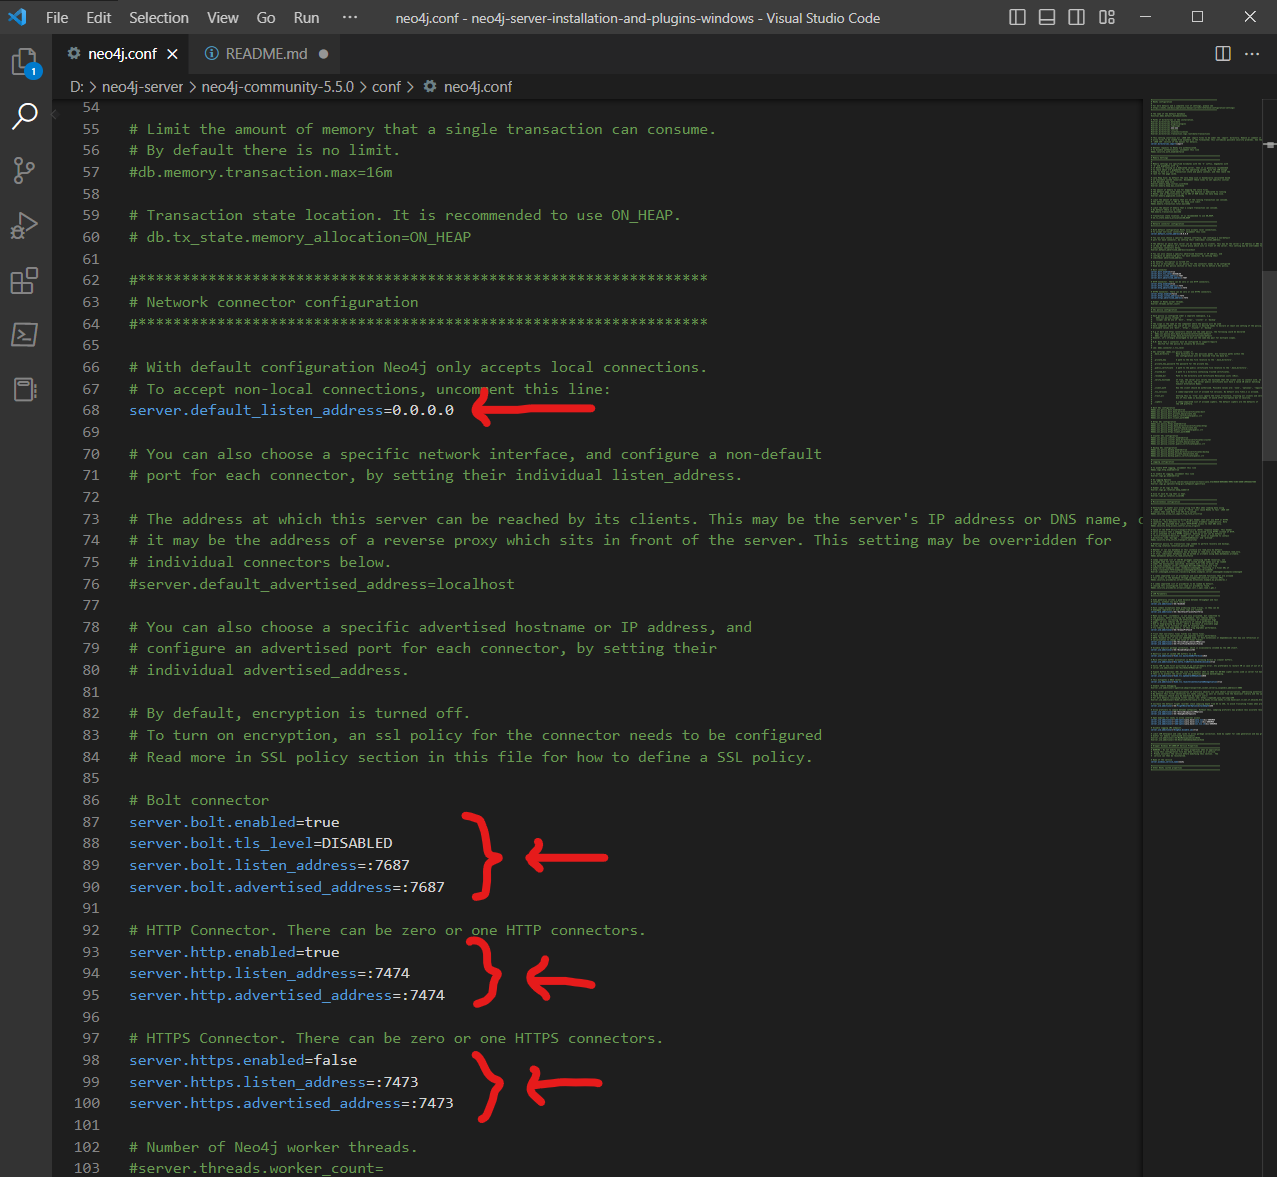 File Edit Selection View Go Run ··· neo4j.conf - neo4j-server-installation-and-plugins-windows - Visual Studio Code
neo4j.conf README.md
D: > neo4j-server > neo4j-community-5.5.0 > conf > neo4j.conf
1
54
55 # Limit the amount of memory that a single transaction can consume.
56 # By default there is no limit.
57 #db.memory.transaction.max=16m
58
59 # Transaction state location. It is recommended to use ON_HEAP.
60 # db.tx_state.memory_allocation=ON_HEAP
61
62 #*****************************************************************
63 # Network connector configuration
64 #*****************************************************************
65
66 # With default configuration Neo4j only accepts local connections.
67 # To accept non-local connections, uncomment this line:
68 server.default_listen_address=0.0.0.0
69
70 # You can also choose a specific network interface, and configure a non-default
71 # port for each connector, by setting their individual listen_address.
72
73 # The address at which this server can be reached by its clients. This may be the server's IP address or DNS name, o
74 # it may be the address of a reverse proxy which sits in front of the server. This setting may be overridden for
75 # individual connectors below.
76 #server.default_advertised_address=localhost
77
78 # You can also choose a specific advertised hostname or IP address, and
79 # configure an advertised port for each connector, by setting their
80 # individual advertised_address.
81
82 # By default, encryption is turned off.
83 # To turn on encryption, an ssl policy for the connector needs to be configured
84 # Read more in SSL policy section in this file for how to define a SSL policy.
85
86 # Bolt connector
87 server.bolt.enabled=true
88 server.bolt.tls_level=DISABLED
89 server.bolt.listen_address=:7687
90 server.bolt.advertised_address=:7687
91
92 # HTTP Connector. There can be zero or one HTTP connectors.
93 server.http.enabled=true
94 server.http.listen_address=:7474
95 server.http.advertised_address=:7474
96
97 # HTTPS Connector. There can be zero or one HTTPS connectors.
98 server.https.enabled=false
99 server.https.listen_address=:7473
100 server.https.advertised_address=:7473
101
102 # Number of Neo4j worker threads.
103 #server.threads.worker_count=